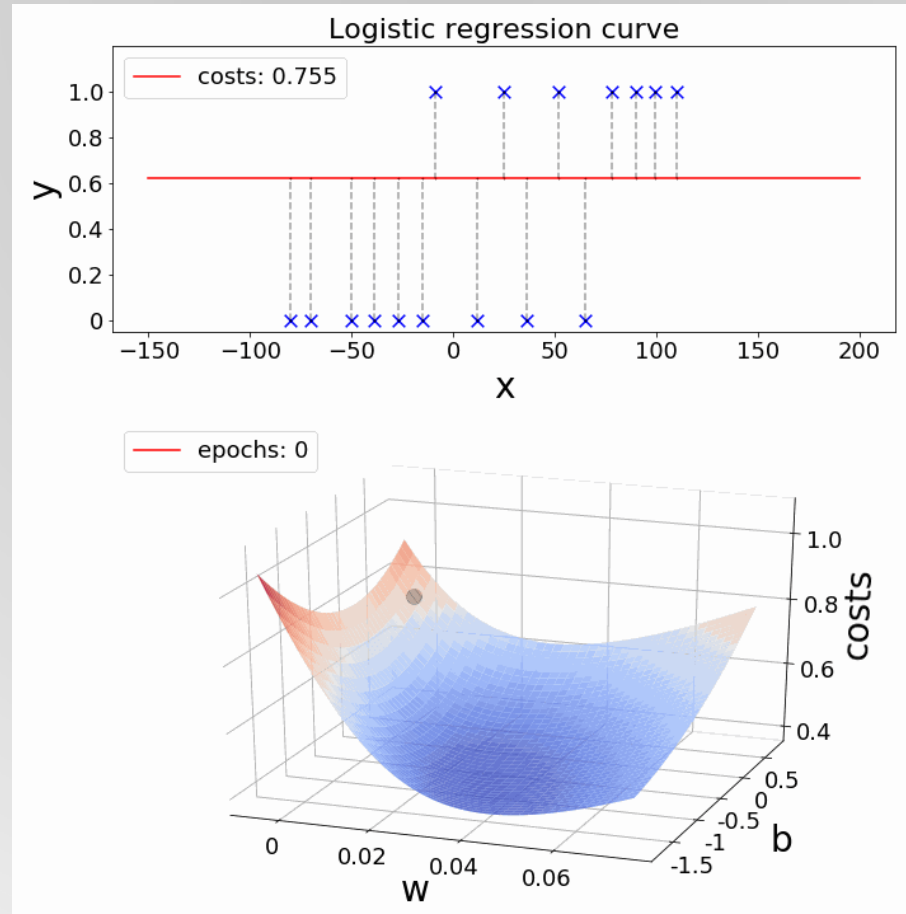 Logistic regression curve
costs: 0.755
1.0
0.8
0.6
0.4
0.2
0
y
−150 −100 −50 0 50 100 150 200
x
epochs: 0
1.0
0.8
0.6
0.4
costs
0.5
0
-0.5
-1
-1.5
b
0 0.02 0.04 0.06
w